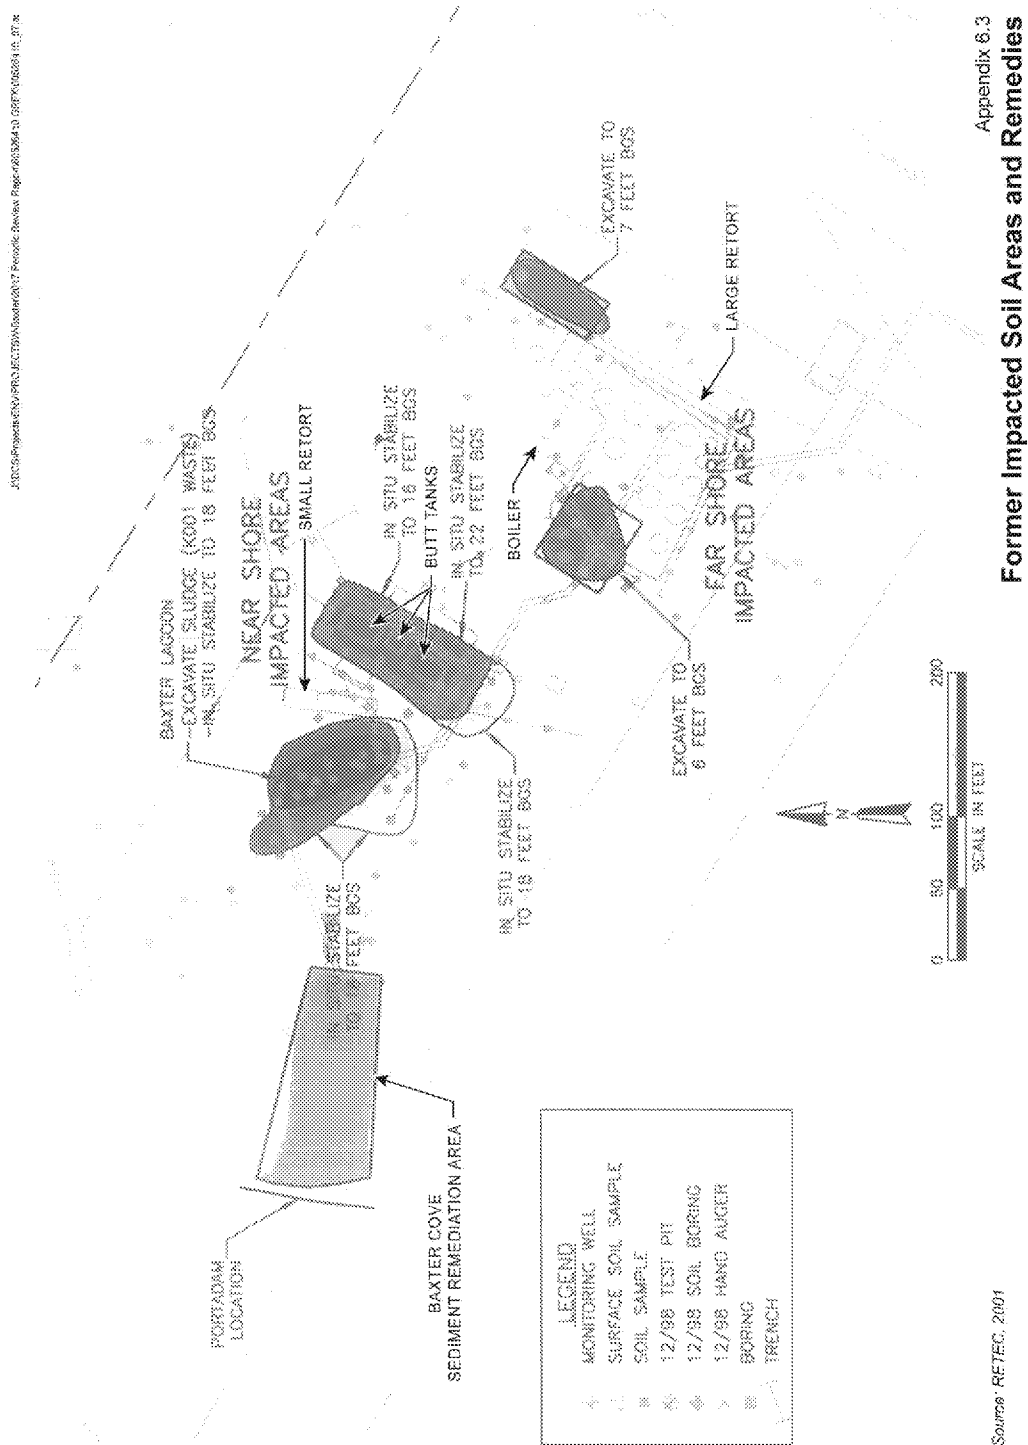 PORTADAM
LOCATION
BAXTER COVE
SEDIMENT REMEDIATION AREA
STABILIZE
FEET BGS
BAXTER LAGOON
EXCAVATE SLUDGE (K001 WASTE)
IN SITU STABILIZE TO 18 FEET BGS
NEAR SHORE
IMPACTED AREAS
SMALL RETORT
IN SITU STABILIZE
FEET BGS
BUTT TANKS
IN SITU STABILIZE
TO 22 FEET BGS
IN SITU STABILIZE
TO 18 FEET BGS
BOILER
EXCAVATE TO
7 FEET BGS
LARGE RETORT
FAR SHORE
IMPACTED AREAS
EXCAVATE TO
6 FEET BGS
N
0 50 100 200
SCALE IN FEET
LEGEND
MONITORING WELL
SURFACE SOIL SAMPLE
SOIL SAMPLE
12/98 TEST PIT
12/98 SOIL BORING
12/98 HAND AUGER
BORING
TRENCH
Source: RETEC, 2001
Appendix 6.3
Former Impacted Soil Areas and Remedies